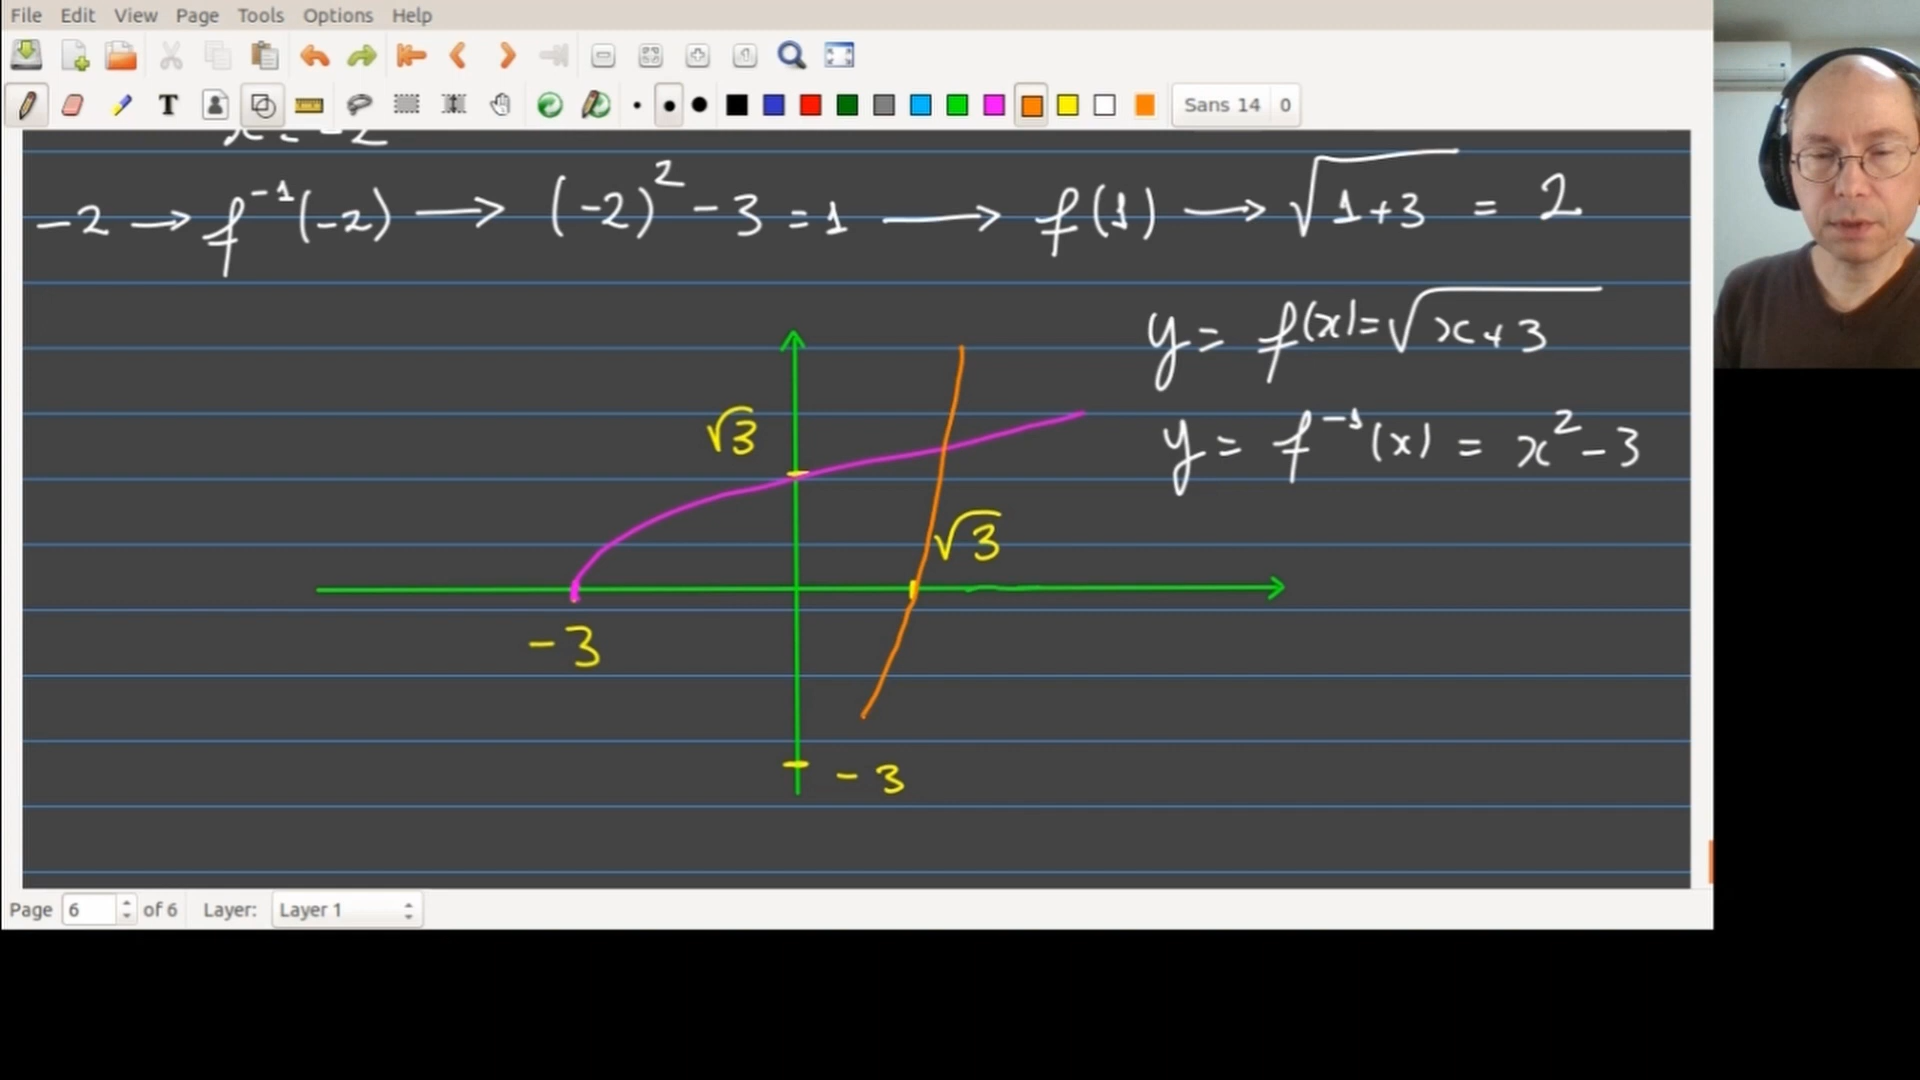 File Edit View Page Tools Options Help
T Sans 14 0
x = -2
-2 → f⁻¹(-2) → (-2)² - 3 = 1 → f(1) → √(1+3) = 2
y = f(x) = √(x+3)
y = f⁻¹(x) = x² - 3
√3
√3
-3
-3
Page 6 of 6 Layer: Layer 1